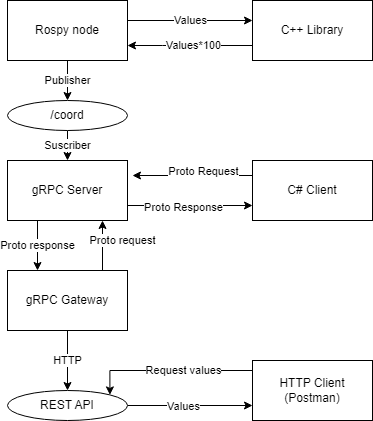 Values
Rospy node
C++ Library
Values*100
Publisher
/coord
Suscriber
Proto Request
gRPC Server
C# Client
Proto Response
Proto response
Proto request
gRPC Gateway
HTTP
Request values
HTTP Client
(Postman)
REST API
Values